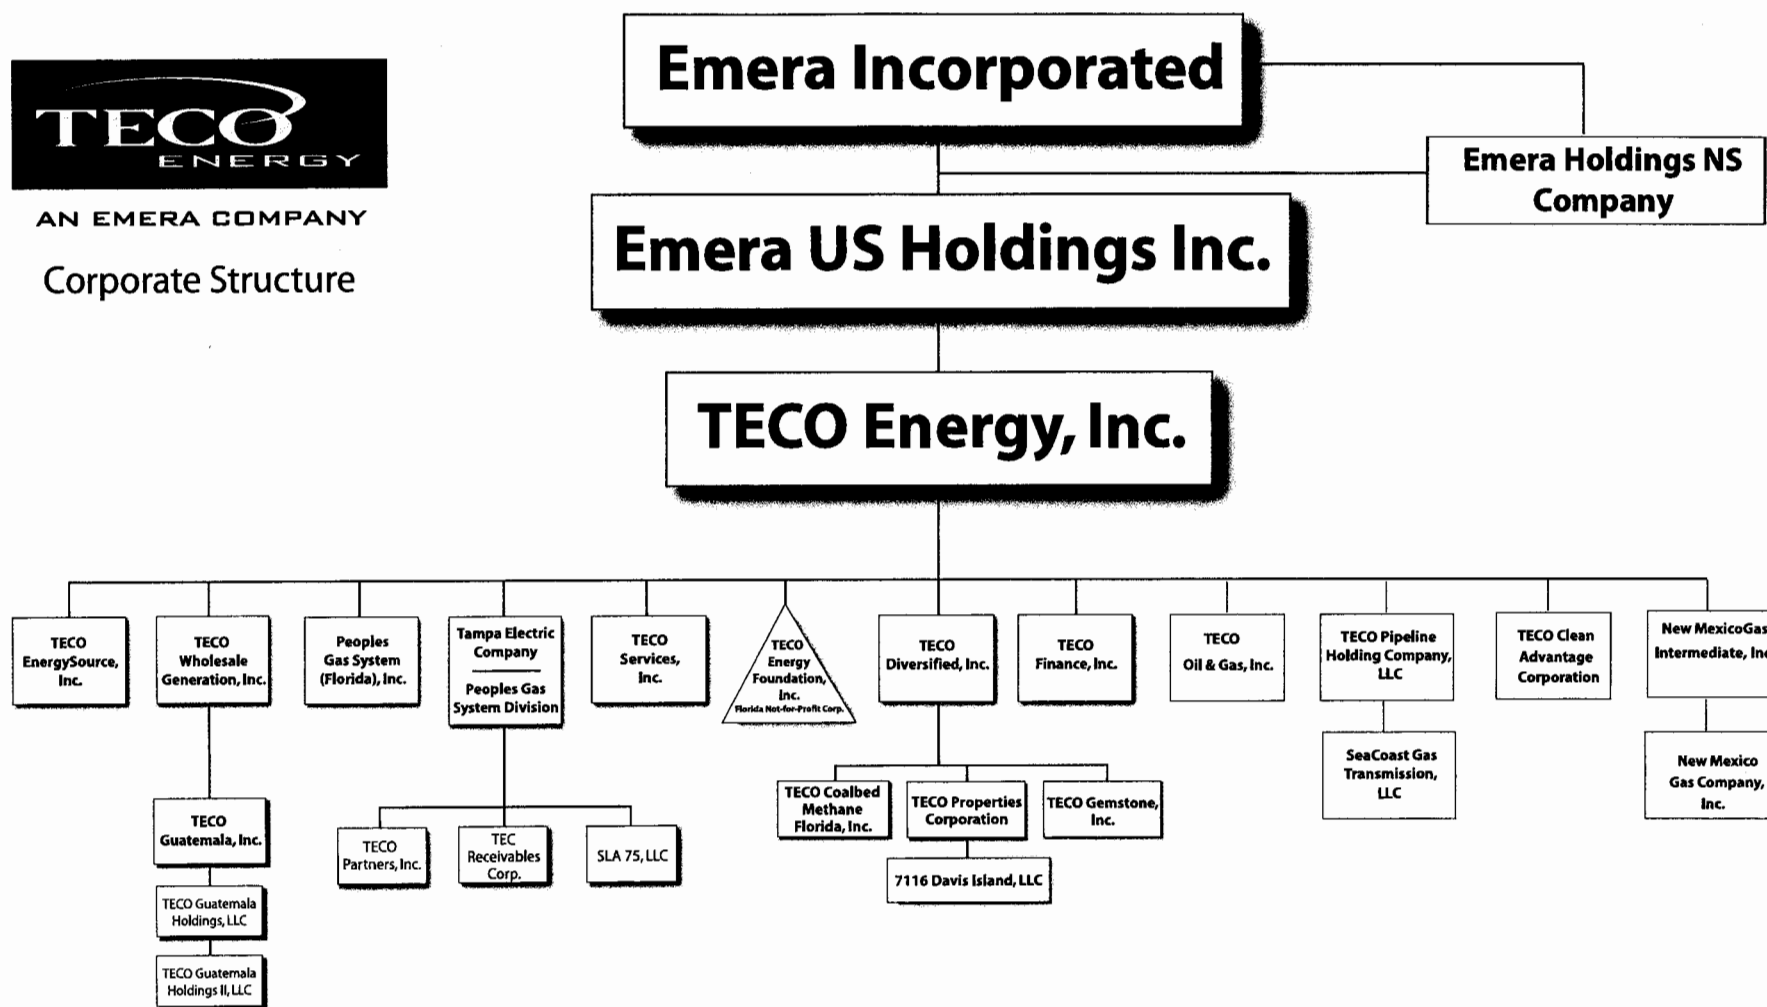 TECO
ENERGY
AN EMERA COMPANY
Corporate Structure
Emera Incorporated
Emera Holdings NS
Company
Emera US Holdings Inc.
TECO Energy, Inc.
TECO
EnergySource,
Inc.
TECO
Wholesale
Generation, Inc.
Peoples
Gas System
(Florida), Inc.
Tampa Electric
Company
Peoples Gas
System Division
TECO
Services,
Inc.
TECO
Energy
Foundation,
Inc.
Florida Not-for-Profit Corp.
TECO
Diversified, Inc.
TECO
Finance, Inc.
TECO
Oil & Gas, Inc.
TECO Pipeline
Holding Company,
LLC
TECO Clean
Advantage
Corporation
New MexicoGas
Intermediate, Inc
TECO
Guatemala, Inc.
TECO Guatemala
Holdings, LLC
TECO Guatemala
Holdings II, LLC
TECO
Partners, Inc.
TEC
Receivables
Corp.
SLA 75, LLC
TECO Coalbed
Methane
Florida, Inc.
TECO Properties
Corporation
TECO Gemstone,
Inc.
7116 Davis Island, LLC
SeaCoast Gas
Transmission,
LLC
New Mexico
Gas Company,
Inc.